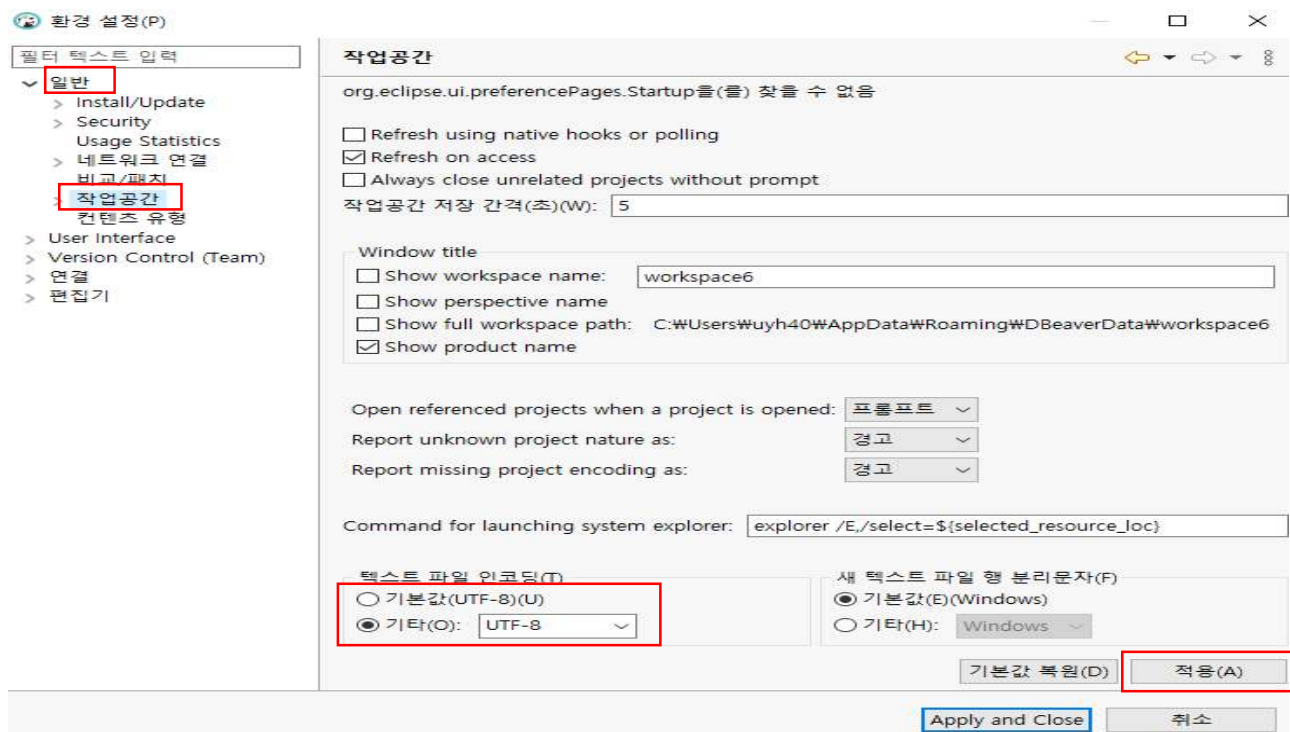 환경 설정(P)
필터 텍스트 입력
일반
Install/Update
Security
Usage Statistics
네트워크 연결
비교/패치
작업공간
컨텐츠 유형
User Interface
Version Control (Team)
연결
편집기
작업공간
org.eclipse.ui.preferencePages.Startup을(를) 찾을 수 없음
Refresh using native hooks or polling
Refresh on access
Always close unrelated projects without prompt
작업공간 저장 간격(초)(W): 5
Window title
Show workspace name: workspace6
Show perspective name
Show full workspace path: C:₩Users₩uyh40₩AppData₩Roaming₩DBeaverData₩workspace6
Show product name
Open referenced projects when a project is opened: 프롬프트
Report unknown project nature as: 경고
Report missing project encoding as: 경고
Command for launching system explorer: explorer /E,/select=${selected_resource_loc}
텍스트 파일 인코딩(T)
기본값(UTF-8)(U)
기타(O): UTF-8
새 텍스트 파일 행 분리문자(F)
기본값(E)(Windows)
기타(H): Windows
기본값 복원(D) 적용(A)
Apply and Close 취소